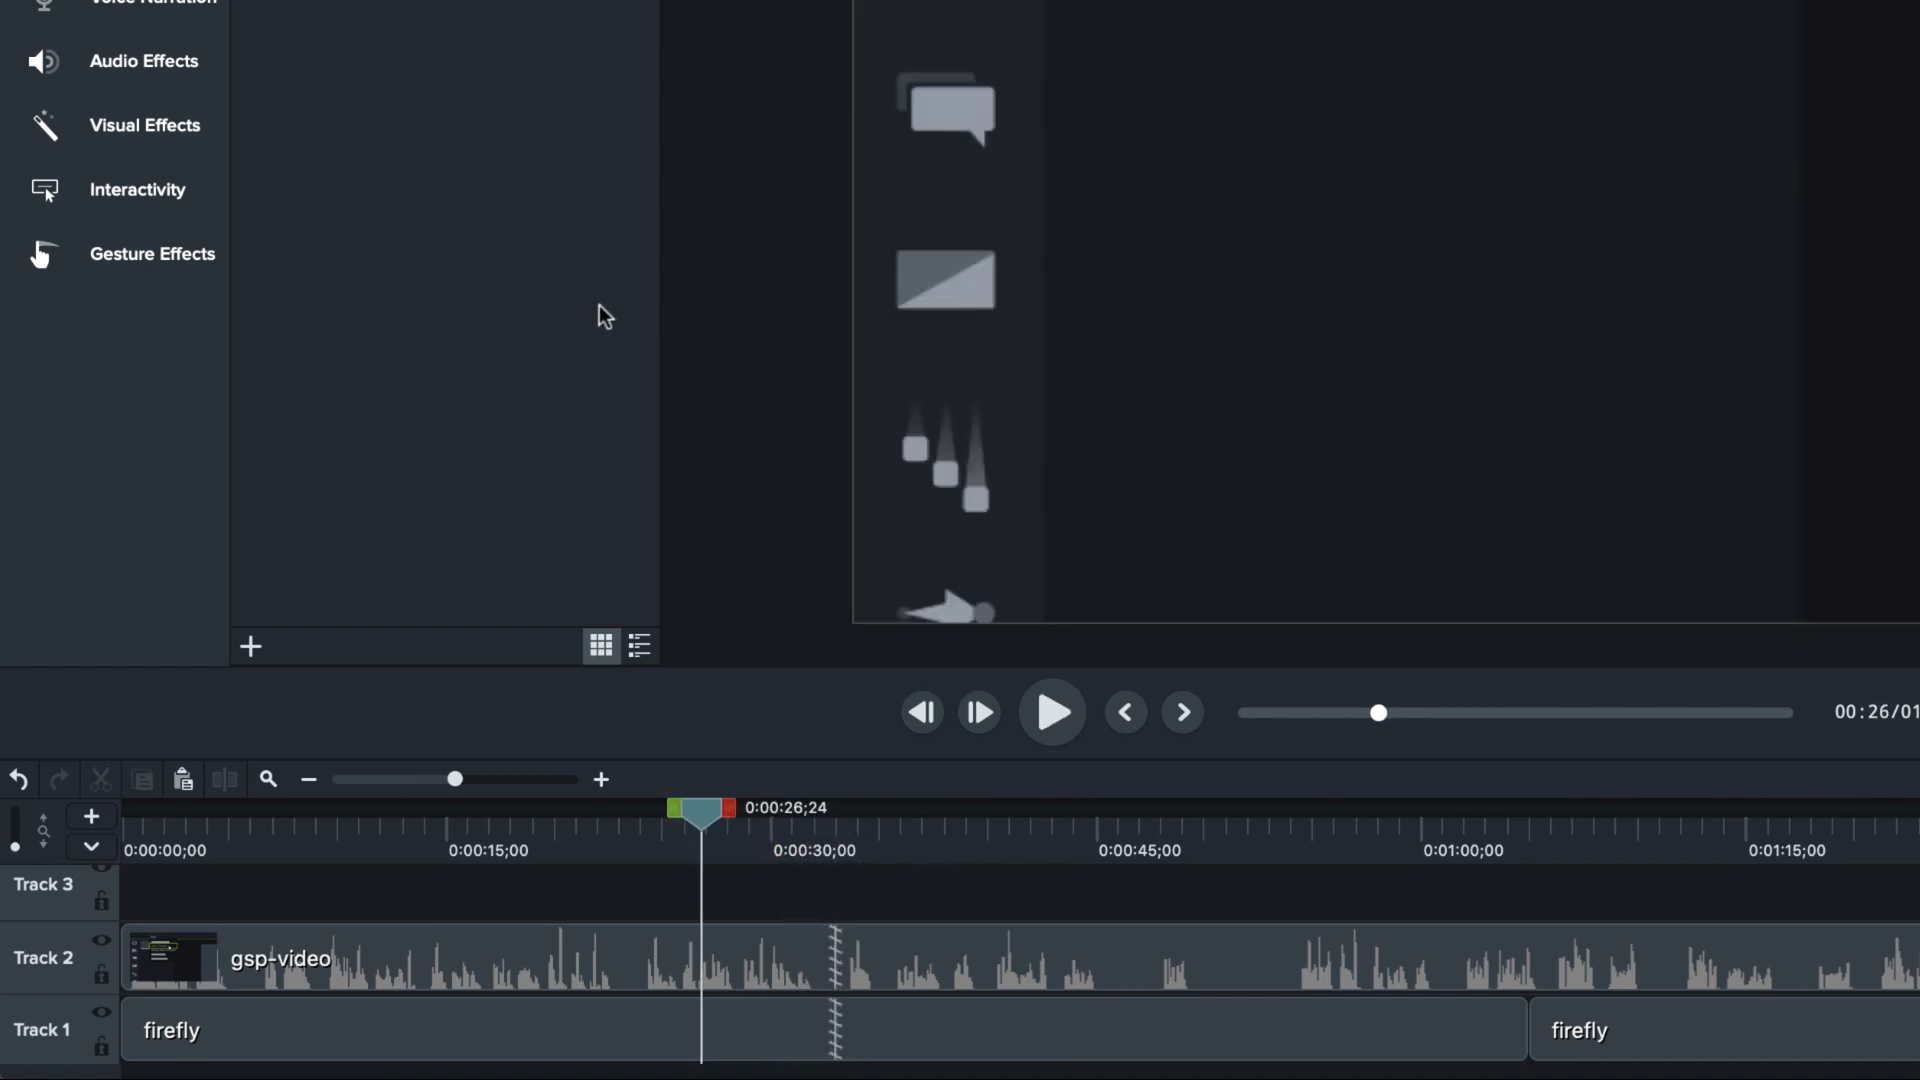 Voice Narration
Audio Effects
Visual Effects
Interactivity
Gesture Effects
00:26/01
0:00:26;24
0:00:00;00
0:00:15;00
0:00:30;00
0:00:45;00
0:01:00;00
0:01:15;00
Track 3
Track 2
gsp-video
Track 1
firefly
firefly